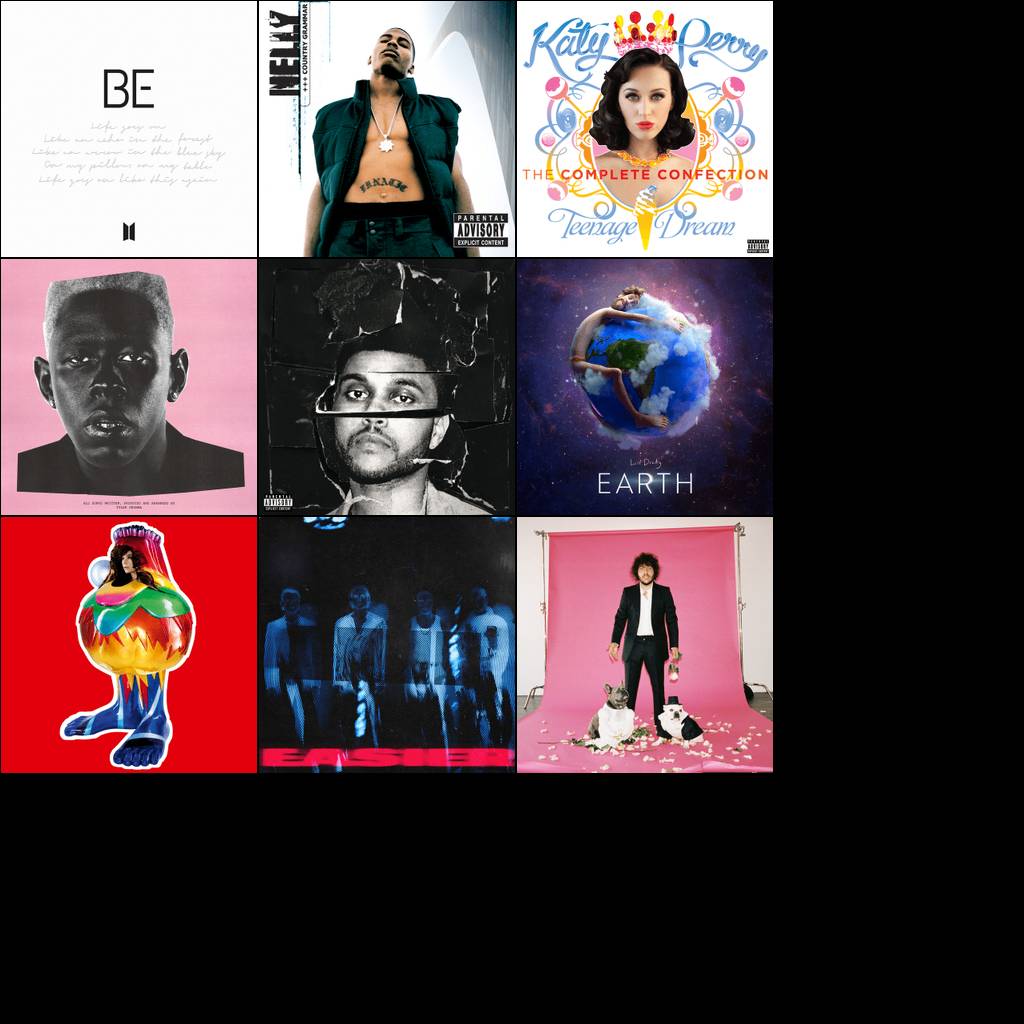 BE
Life goes on
Like an echo in the forest
Like an arrow in the blue sky
On my pillow, on my table
Life goes on like this again
NELLY
+++ COUNTRY GRAMMAR
PARENTAL
ADVISORY
EXPLICIT CONTENT
Katy Perry
THE COMPLETE CONFECTION
Teenage Dream
PARENTAL
ADVISORY
EXPLICIT CONTENT
ALL SONGS WRITTEN, PRODUCED AND ARRANGED BY
TYLER OKONMA
PARENTAL
ADVISORY
EXPLICIT CONTENT
Lil Dicky
EARTH
EASIER